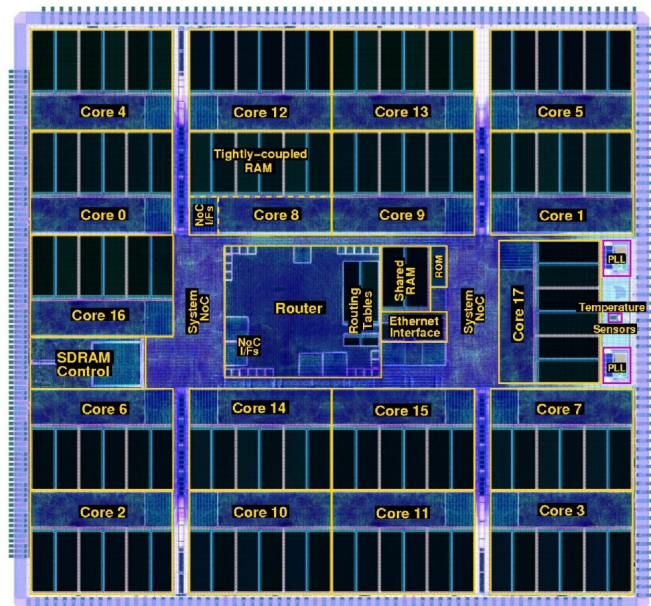 Core 4
Core 12
Core 13
Core 5
Tightly-coupled
RAM
Core 0
NoC
I/Fs
Core 8
Core 9
Core 1
Core 16
System
NoC
Router
NoC
I/Fs
Routing
Tables
Shared
RAM
ROM
Ethernet
Interface
System
NoC
Core 17
PLL
Temperature
Sensors
PLL
SDRAM
Control
Core 6
Core 14
Core 15
Core 7
Core 2
Core 10
Core 11
Core 3